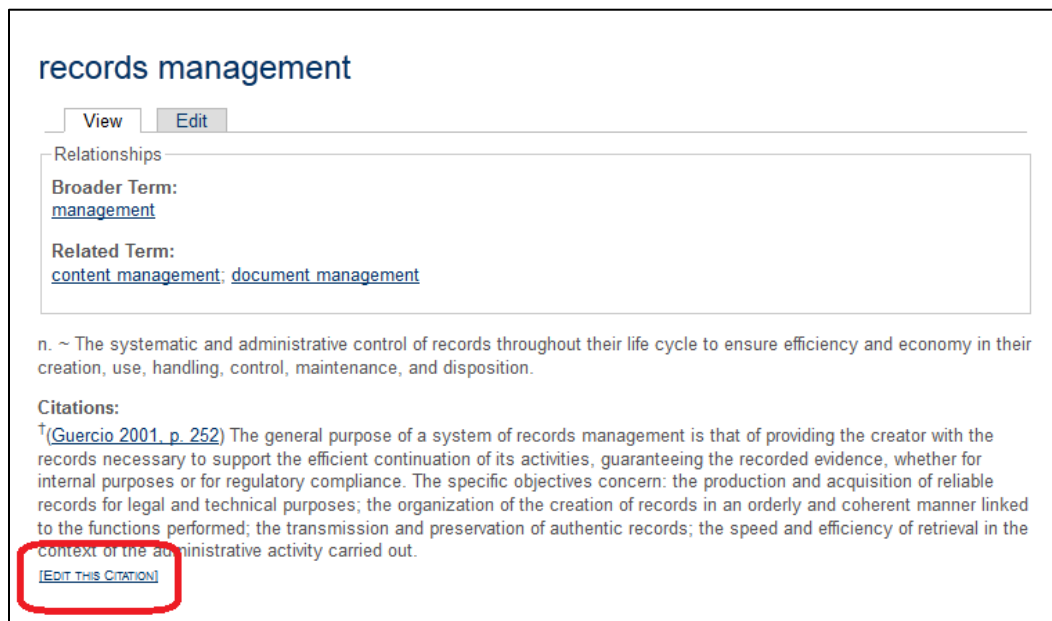 records management
View Edit
Relationships
Broader Term:
management
Related Term:
content management; document management
n. ~ The systematic and administrative control of records throughout their life cycle to ensure efficiency and economy in their
creation, use, handling, control, maintenance, and disposition.
Citations:
†(Guercio 2001, p. 252) The general purpose of a system of records management is that of providing the creator with the
records necessary to support the efficient continuation of its activities, guaranteeing the recorded evidence, whether for
internal purposes or for regulatory compliance. The specific objectives concern: the production and acquisition of reliable
records for legal and technical purposes; the organization of the creation of records in an orderly and coherent manner linked
to the functions performed; the transmission and preservation of authentic records; the speed and efficiency of retrieval in the
context of the administrative activity carried out.
[EDIT THIS CITATION]